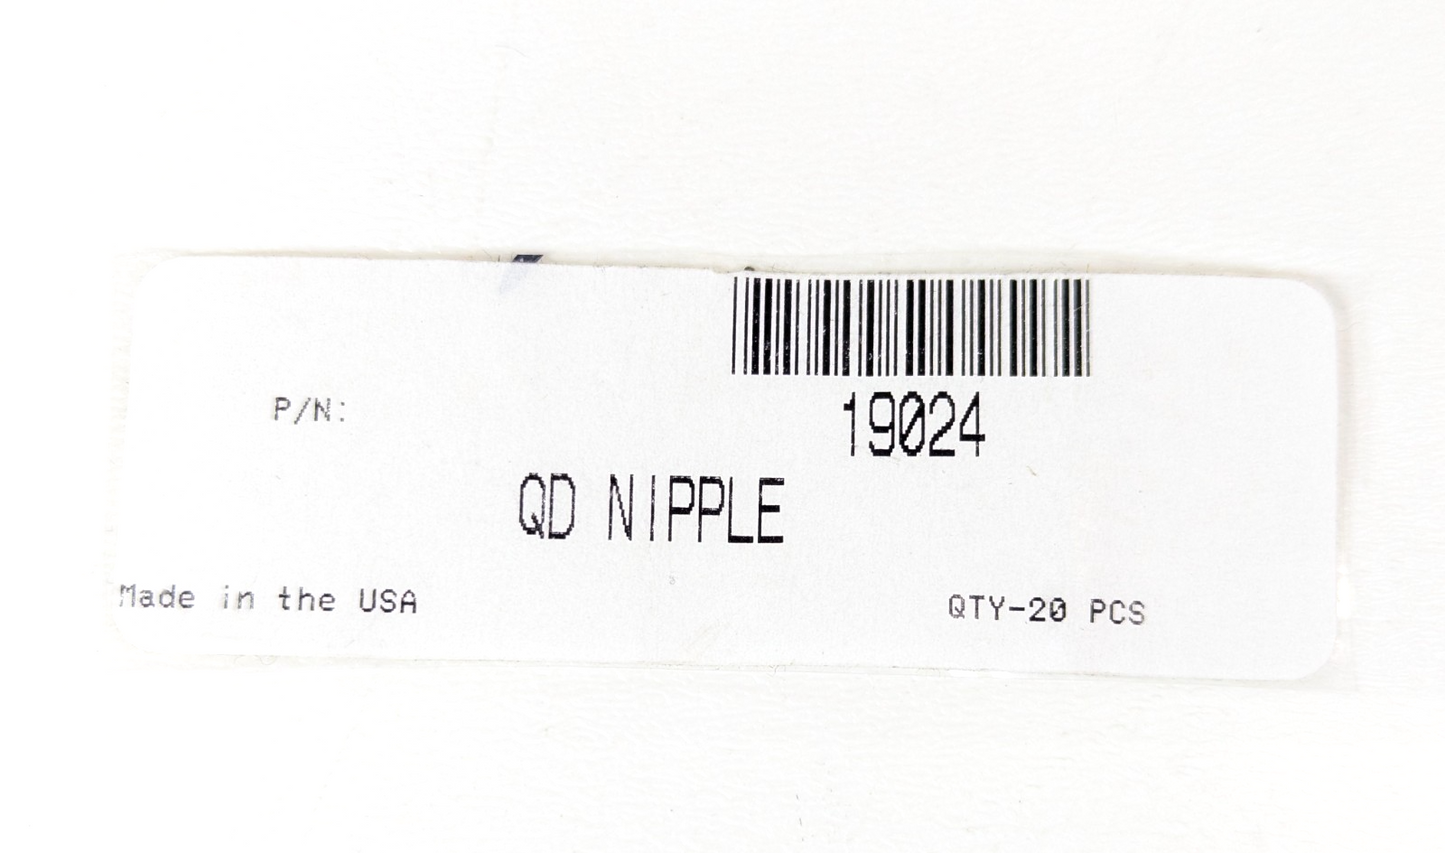 P/N: 19024
QD NIPPLE
Made in the USA QTY-20 PCS